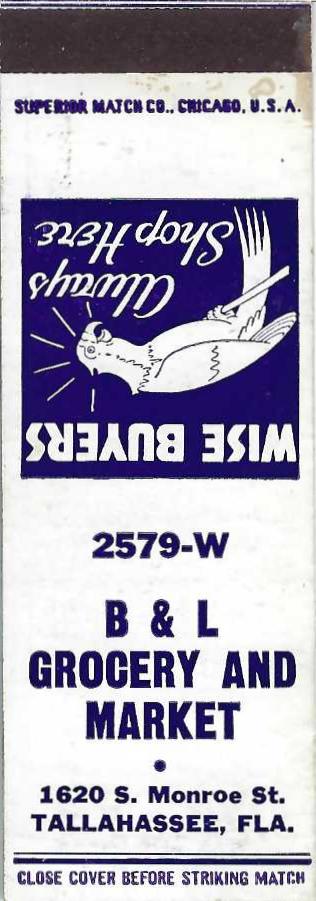 SUPERIOR MATCH CO., CHICAGO, U.S.A.
WISE BUYERS
Always
Shop Here
2579-W
B & L
GROCERY AND
MARKET
•
1620 S. Monroe St.
TALLAHASSEE, FLA.
CLOSE COVER BEFORE STRIKING MATCH